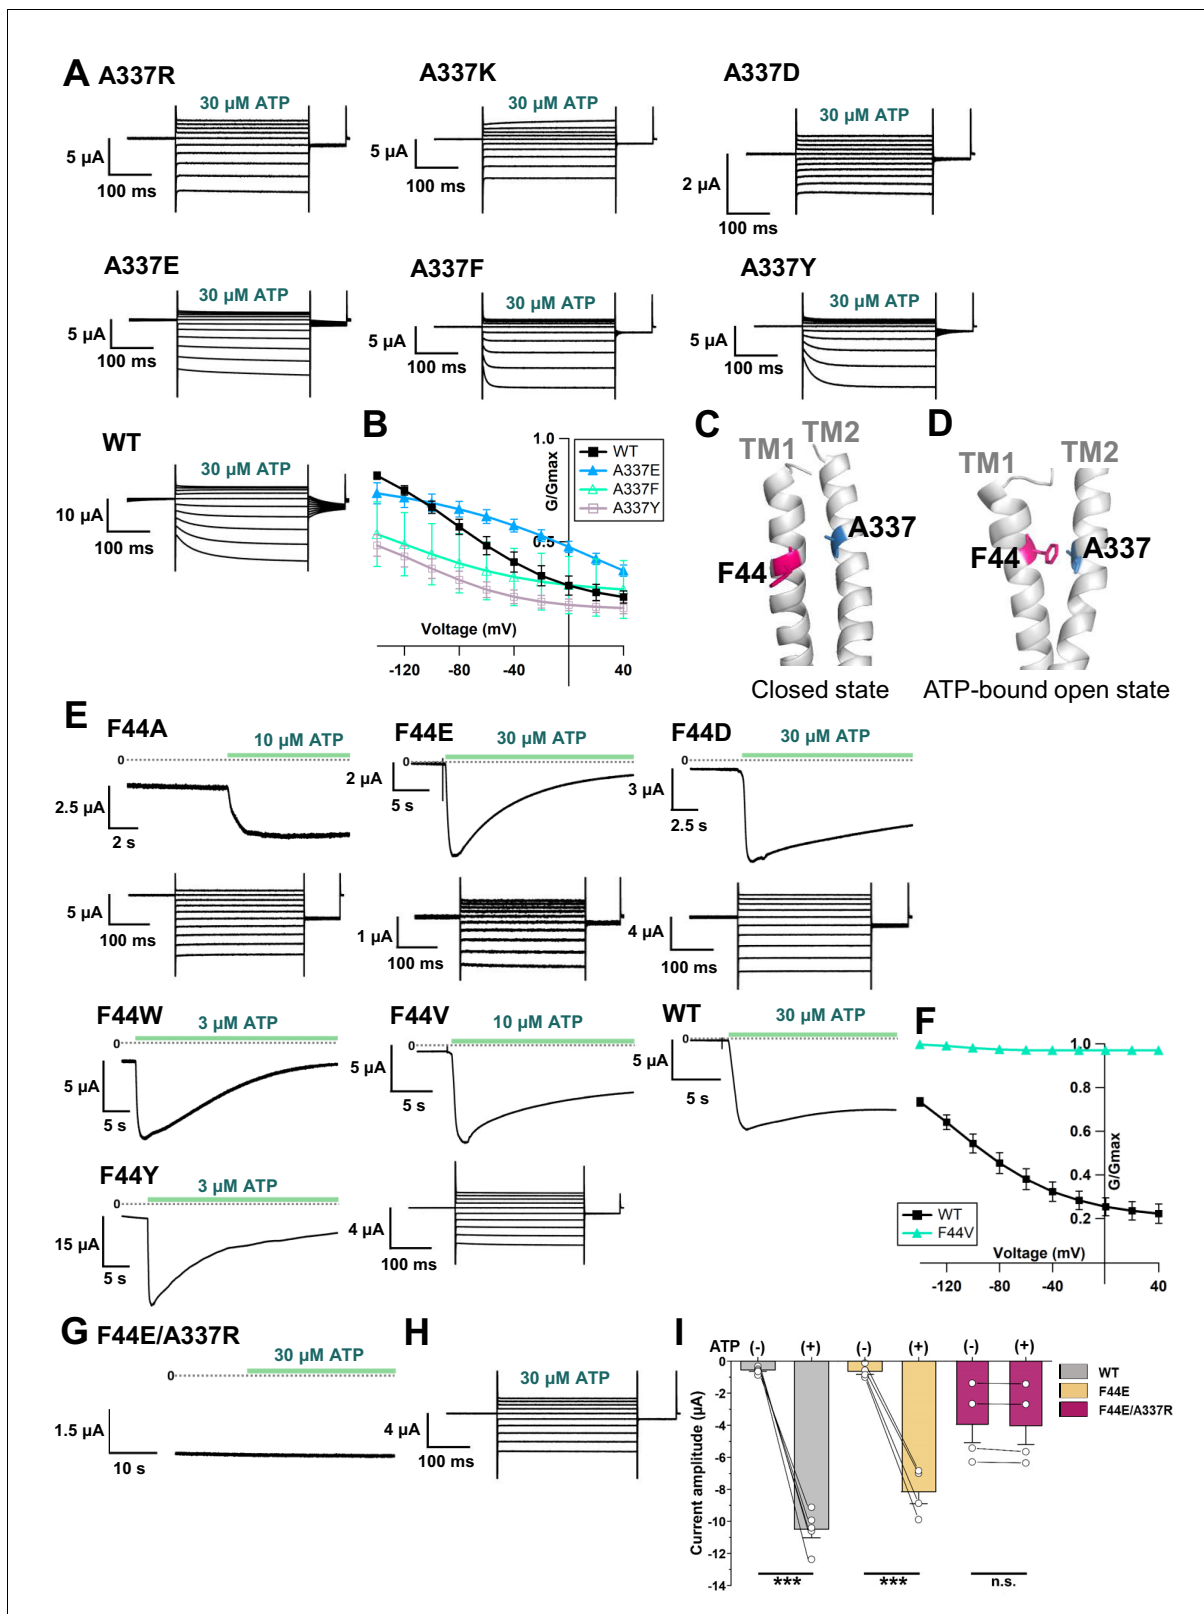 A
A337R
30 µM ATP
5 µA
100 ms
A337K
30 µM ATP
5 µA
100 ms
A337D
30 µM ATP
2 µA
100 ms
A337E
30 µM ATP
5 µA
100 ms
A337F
30 µM ATP
5 µA
100 ms
A337Y
30 µM ATP
5 µA
100 ms
WT
30 µM ATP
10 µA
100 ms
B
1.0
G/Gmax
0.5
WT
A337E
A337F
A337Y
Voltage (mV)
-120 -80 -40 40
C
TM1 TM2
F44 A337
Closed state
D
TM1 TM2
F44 A337
ATP-bound open state
E
F44A
10 µM ATP
0
2.5 µA
2 s
5 µA
100 ms
F44E
30 µM ATP
0
2 µA
5 s
1 µA
100 ms
F44D
30 µM ATP
0
3 µA
2.5 s
4 µA
100 ms
F44W
3 µM ATP
0
5 µA
5 s
F44V
10 µM ATP
0
5 µA
5 s
4 µA
100 ms
WT
30 µM ATP
0
5 µA
5 s
F44Y
3 µM ATP
0
15 µA
5 s
F
1.0
0.8
0.6
0.4
0.2
G/Gmax
WT
F44V
Voltage (mV)
-120 -80 -40 40
G
F44E/A337R
30 µM ATP
0
1.5 µA
10 s
H
30 µM ATP
4 µA
100 ms
I
ATP (-) (+) (-) (+) (-) (+)
0
-2
-4
-6
-8
-10
-12
-14
Current amplitude (µA)
WT
F44E
F44E/A337R
*** *** n.s.